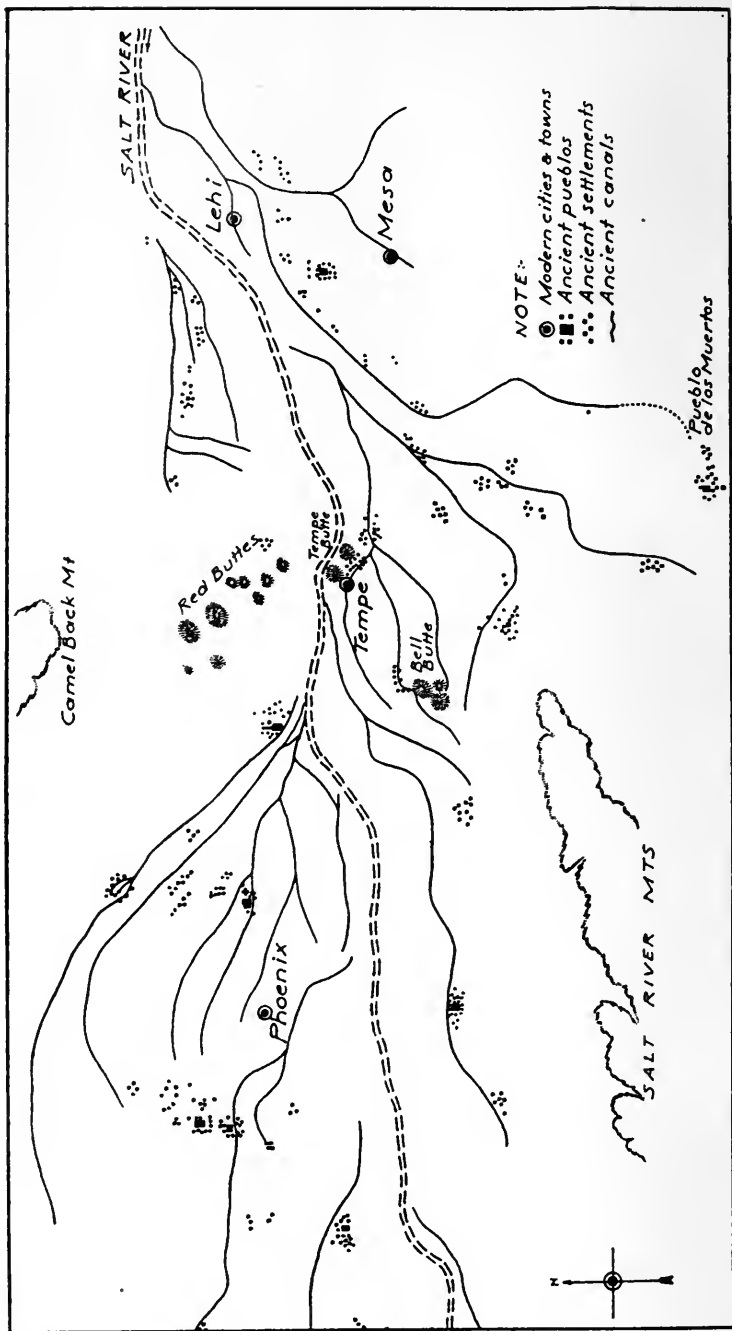 SALT RIVER
Lehi
Mesa
Camel Back Mt
Red Buttes
Tempe
Butte
Tempe
Bell
Butte
Phoenix
NOTE:-
Modern cities & towns
Ancient pueblos
Ancient settlements
Ancient canals
Pueblo
de los Muertos
SALT RIVER MTS
N